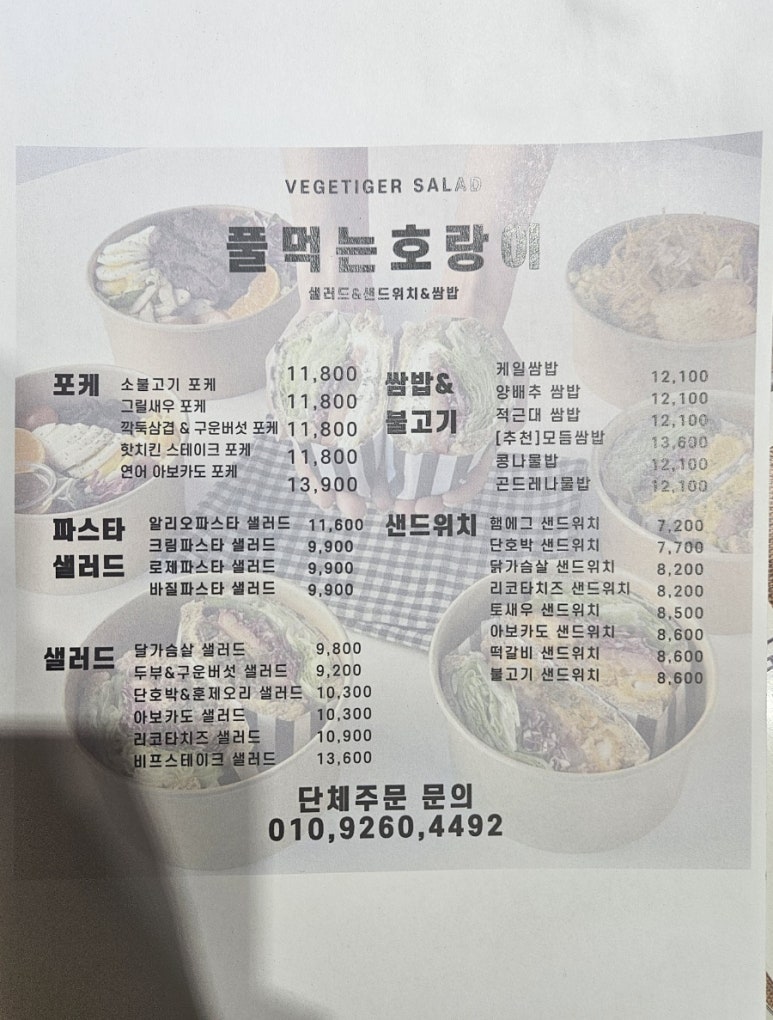 VEGETIGER SALAD
풀먹는호랑이
샐러드&샌드위치&쌈밥
포케
소불고기 포케 11,800
그릴새우 포케 11,800
깍둑삼겹 & 구운버섯 포케 11,800
핫치킨 스테이크 포케 11,800
연어 아보카도 포케 13,900
쌈밥&
불고기
케일쌈밥 12,100
양배추 쌈밥 12,100
적근대 쌈밥 12,100
[추천]모듬쌈밥 13,600
콩나물밥 12,100
곤드레나물밥 12,100
파스타
샐러드
알리오파스타 샐러드 11,600
크림파스타 샐러드 9,900
로제파스타 샐러드 9,900
바질파스타 샐러드 9,900
샌드위치
햄에그 샌드위치 7,200
단호박 샌드위치 7,700
닭가슴살 샌드위치 8,200
리코타치즈 샌드위치 8,200
토새우 샌드위치 8,500
아보카도 샌드위치 8,600
떡갈비 샌드위치 8,600
불고기 샌드위치 8,600
샐러드
닭가슴살 샐러드 9,800
두부&구운버섯 샐러드 9,200
단호박&훈제오리 샐러드 10,300
아보카도 샐러드 10,300
리코타치즈 샐러드 10,900
비프스테이크 샐러드 13,600
단체주문 문의
010,9260,4492